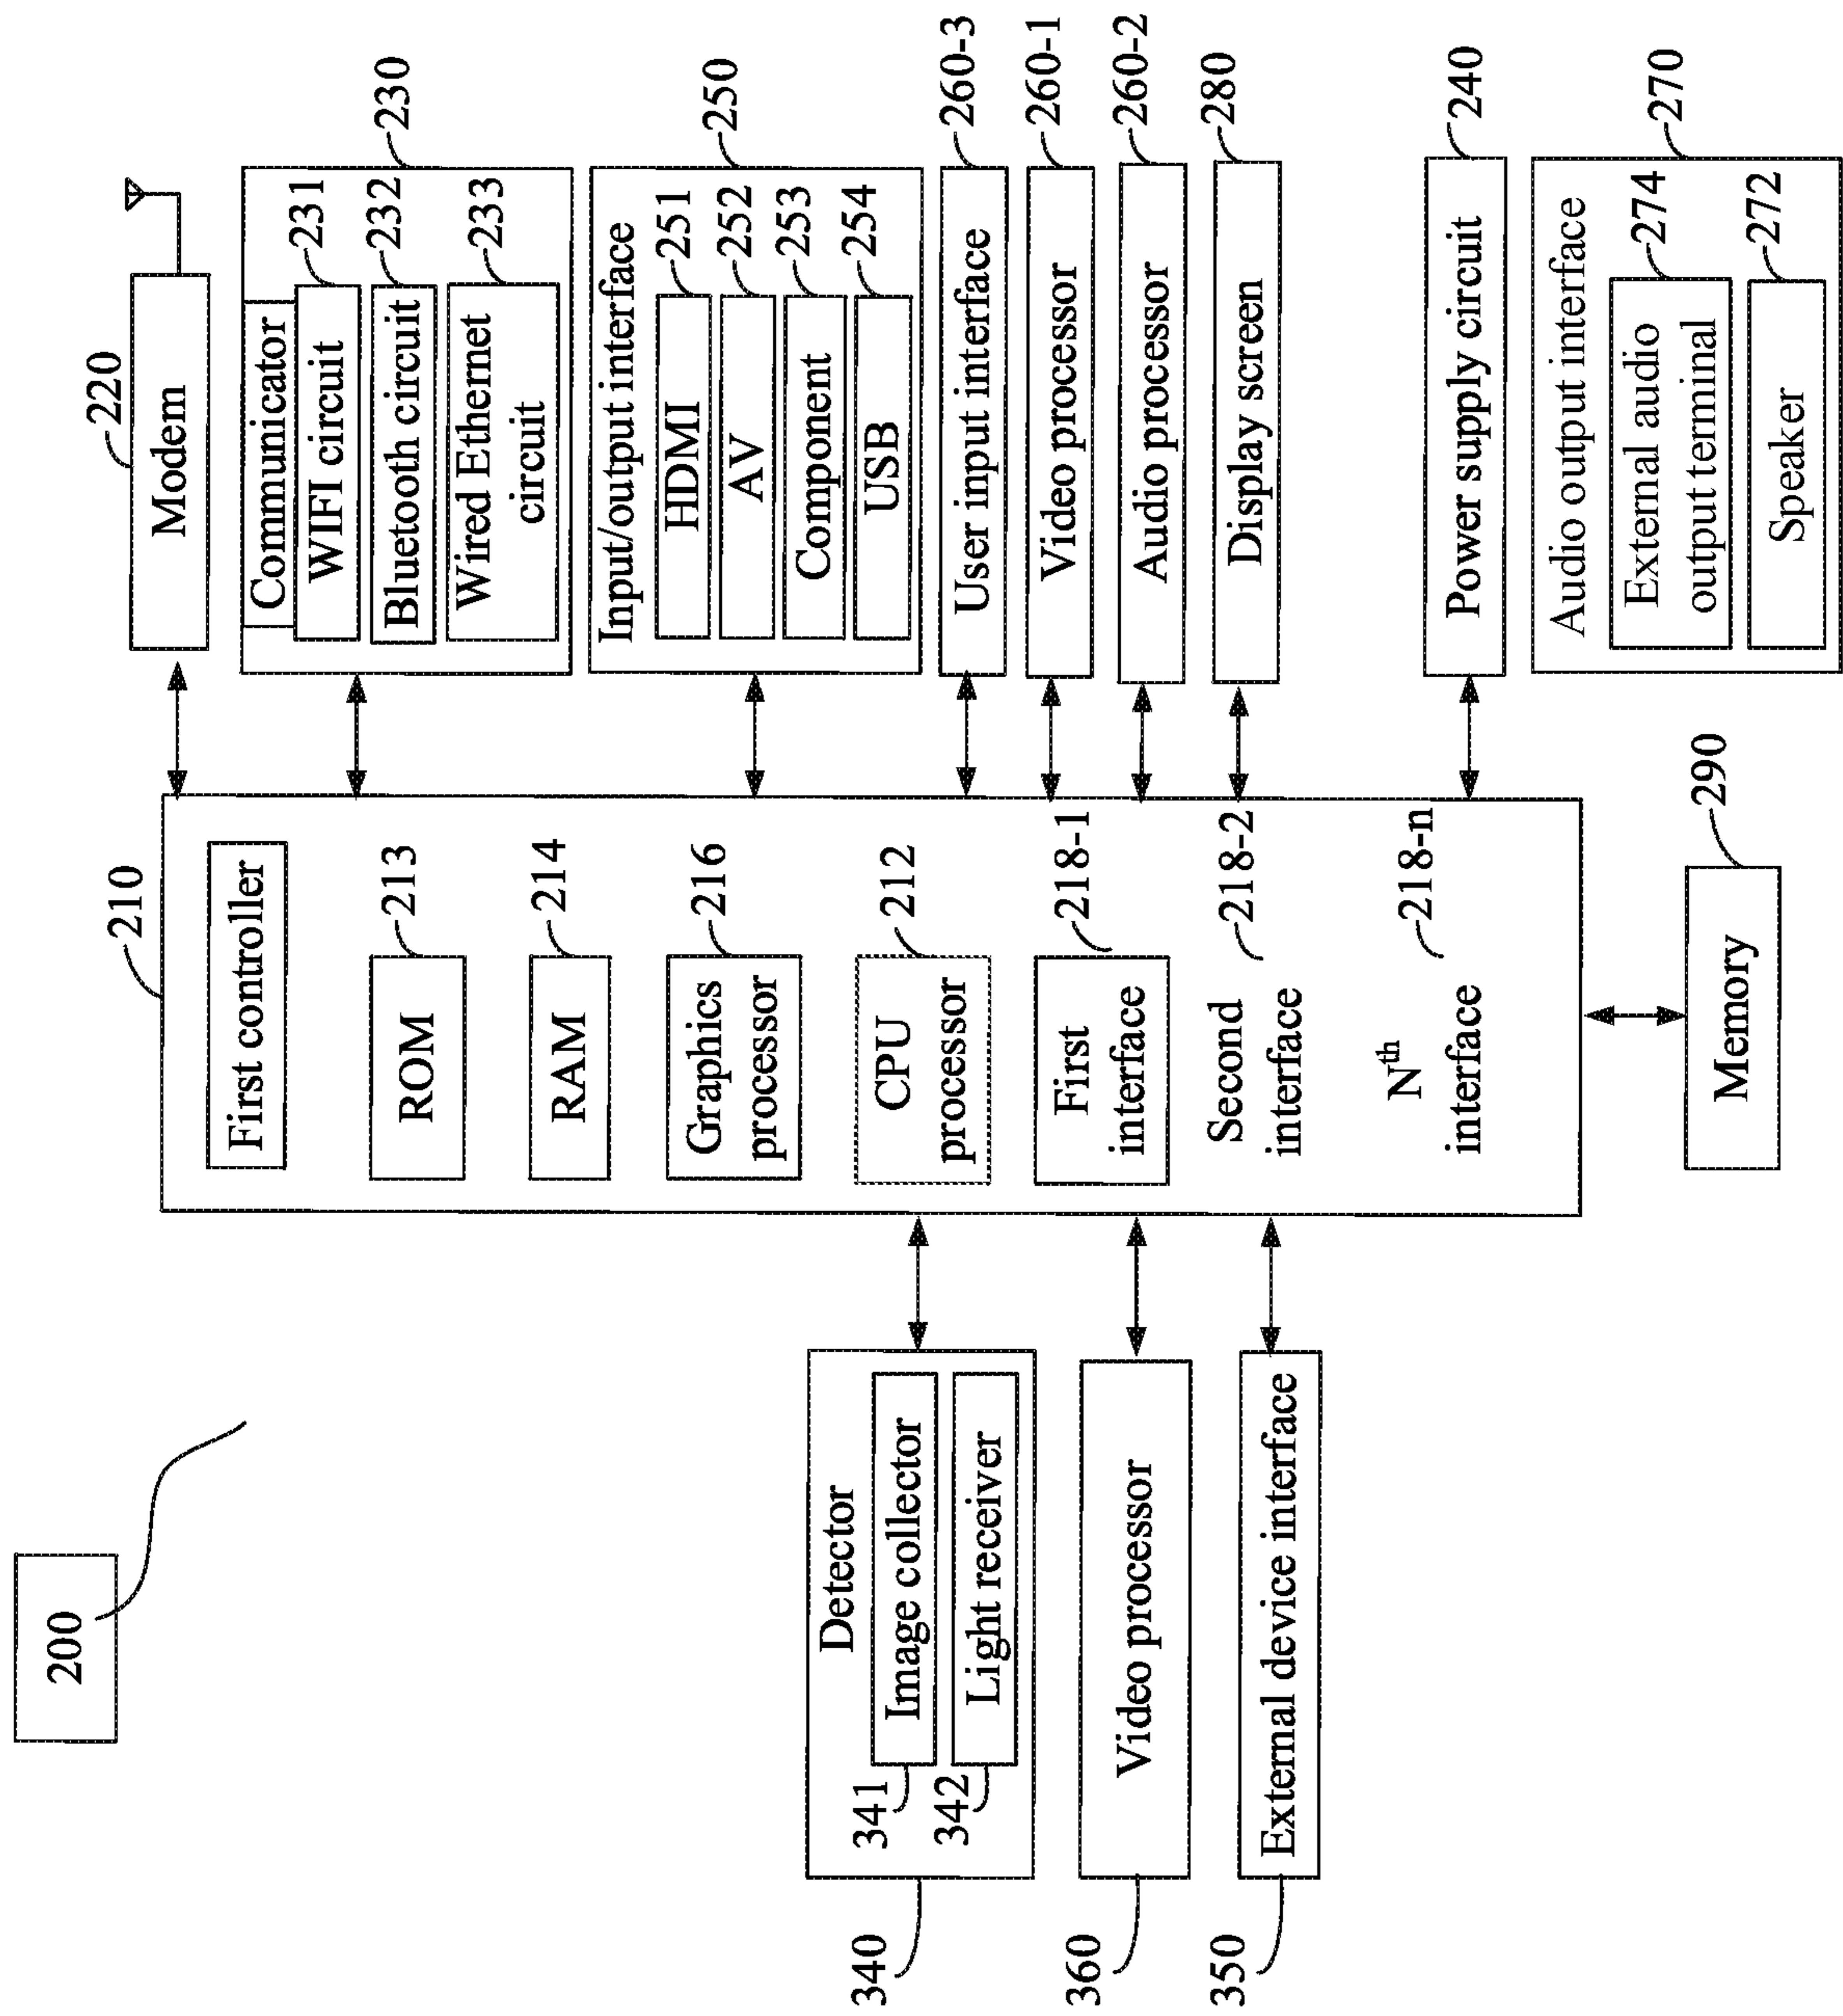 200
210
First controller
ROM
213
RAM
214
Graphics
processor
216
CPU
processor
212
First
interface
218-1
Second
interface
218-2
Nth
interface
218-n
220
Modem
Communicator
230
WIFI circuit
231
Bluetooth circuit
232
Wired Ethernet
circuit
233
Input/output interface
250
HDMI
251
AV
252
Component
253
USB
254
User input interface
260-3
Video processor
260-1
Audio processor
260-2
Display screen
280
Power supply circuit
240
Audio output interface
270
External audio
output terminal
274
Speaker
272
Memory
290
340
Detector
341
Image collector
342
Light receiver
360
Video processor
350
External device interface